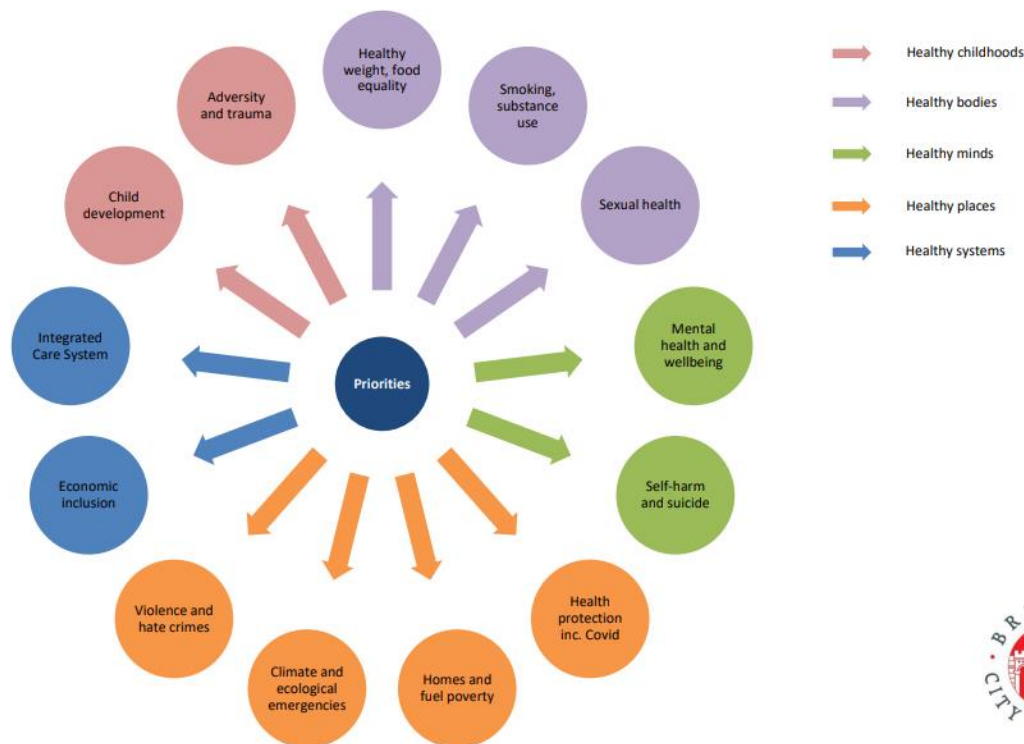 Healthy
weight, food
equality
Smoking,
substance
use
Sexual health
Mental
health and
wellbeing
Self-harm
and suicide
Health
protection
inc. Covid
Homes and
fuel poverty
Climate and
ecological
emergencies
Violence and
hate crimes
Economic
inclusion
Integrated
Care System
Child
development
Adversity
and trauma
Priorities
Healthy childhoods
Healthy bodies
Healthy minds
Healthy places
Healthy systems
CITY